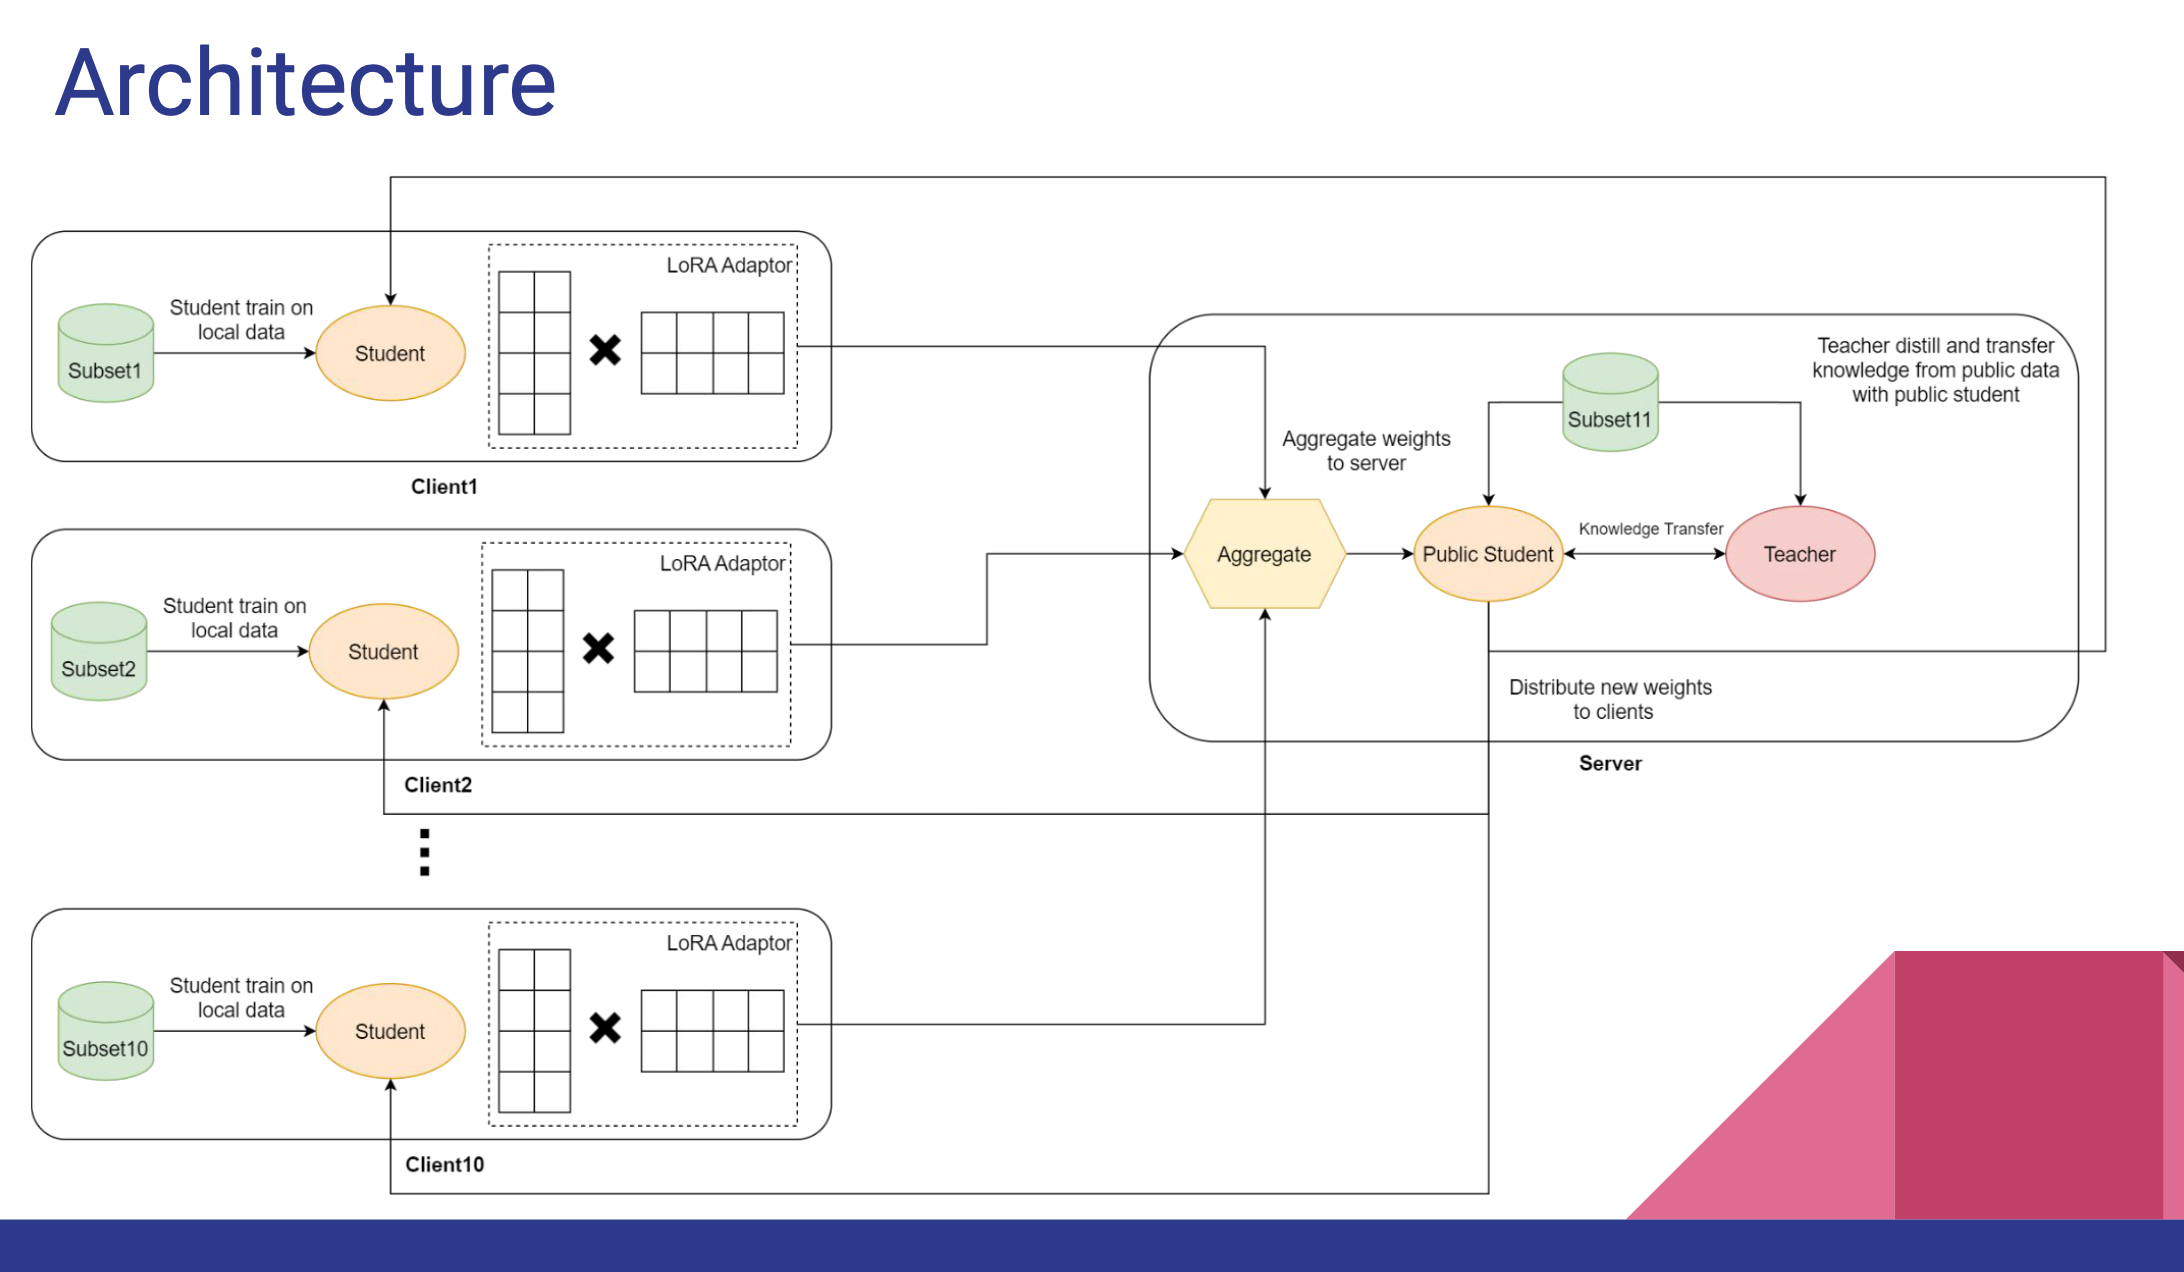 Architecture
LoRA Adaptor
Student train on
local data
Subset1
Student
Client1
LoRA Adaptor
Student train on
local data
Subset2
Student
Client2
LoRA Adaptor
Student train on
local data
Subset10
Student
Client10
Teacher distill and transfer
knowledge from public data
with public student
Subset11
Aggregate weights
to server
Aggregate
Public Student
Knowledge Transfer
Teacher
Distribute new weights
to clients
Server